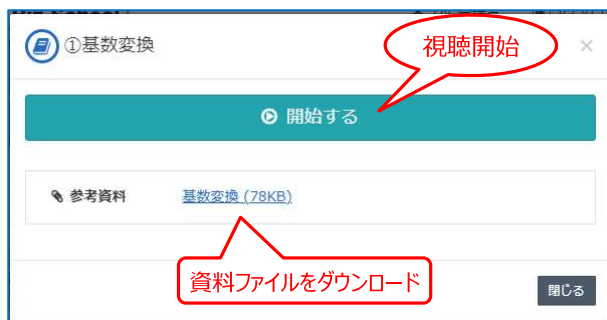 ①基数変換
視聴開始
×
開始する
参考資料
基数変換 (78KB)
資料ファイルをダウンロード
閉じる